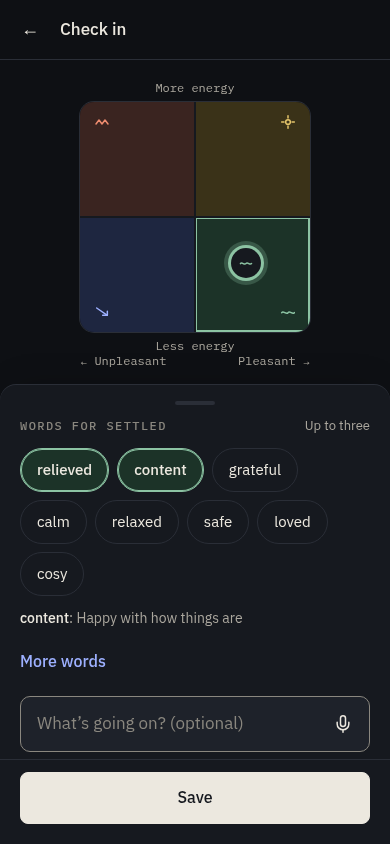 ← Check in
More energy
Less energy
← Unpleasant Pleasant →
WORDS FOR SETTLED Up to three
relieved content grateful
calm relaxed safe loved
cosy
content: Happy with how things are
More words
What’s going on? (optional)
Save